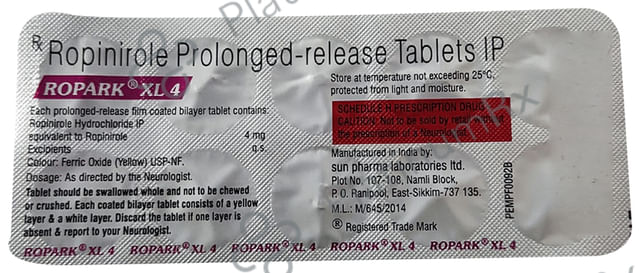 Rx Ropinirole Prolonged-release Tablets IP
ROPARK® XL 4
Each prolonged-release film coated bilayer tablet contains:
Ropinirole Hydrochloride IP
equivalent to Ropinirole 4 mg
Excipients q.s.
Colour: Ferric Oxide (Yellow) USP-NF.
Dosage: As directed by the Neurologist.
Tablet should be swallowed whole and not to be chewed
or crushed. Each coated bilayer tablet consists of a yellow
layer & a white layer. Discard the tablet if one layer is
absent & report to your Neurologist.
Store at temperature not exceeding 25°C,
protected from light and moisture.
SCHEDULE H PRESCRIPTION DRUG
CAUTION: Not to be sold by retail without
the prescription of a Neurologist.
Manufactured in India by:
sun pharma laboratories ltd.
Plot No. 107-108, Namli Block,
P. O. Ranipool, East-Sikkim-737 135.
M.L.: M/645/2014
® Registered Trade Mark
PEMPF0092B
ROPARK® XL 4 ROPARK® XL 4 ROPARK® XL 4 ROPARK® XL 4 ROPARK® XL 4